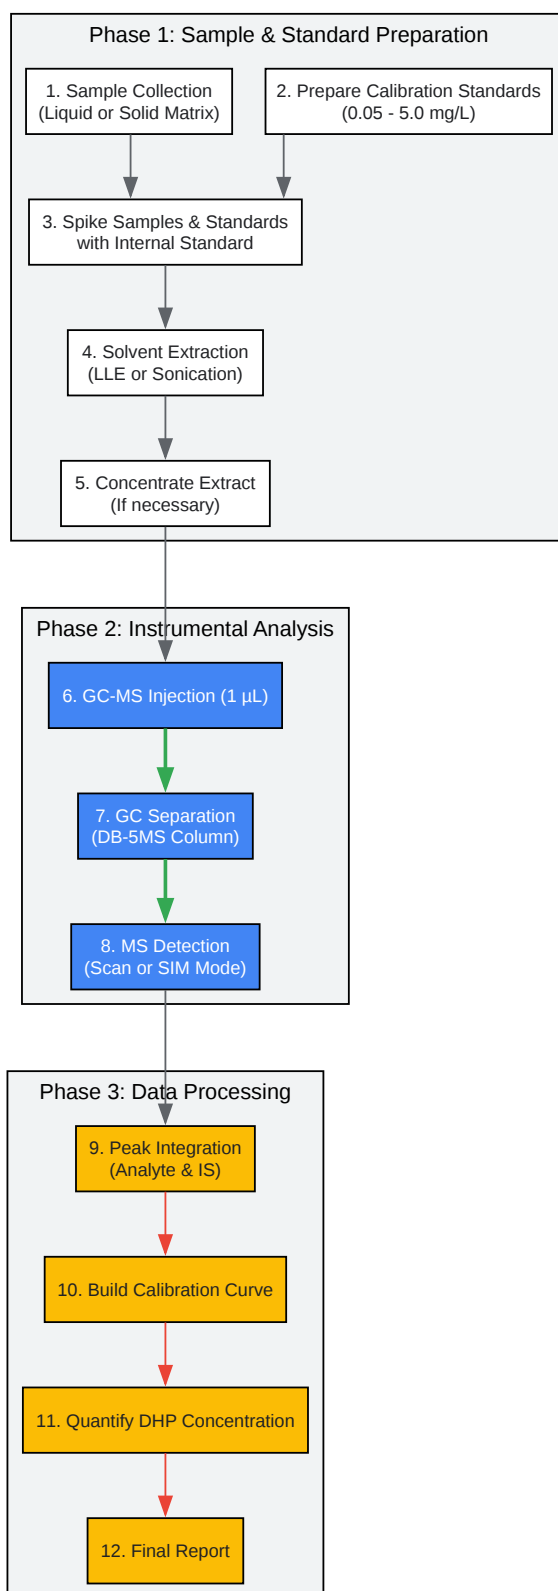 Phase 1: Sample & Standard Preparation
1. Sample Collection
(Liquid or Solid Matrix)
2. Prepare Calibration Standards
(0.05 - 5.0 mg/L)
3. Spike Samples & Standards
with Internal Standard
4. Solvent Extraction
(LLE or Sonication)
5. Concentrate Extract
(If necessary)
Phase 2: Instrumental Analysis
6. GC-MS Injection (1 µL)
7. GC Separation
(DB-5MS Column)
8. MS Detection
(Scan or SIM Mode)
Phase 3: Data Processing
9. Peak Integration
(Analyte & IS)
10. Build Calibration Curve
11. Quantify DHP Concentration
12. Final Report